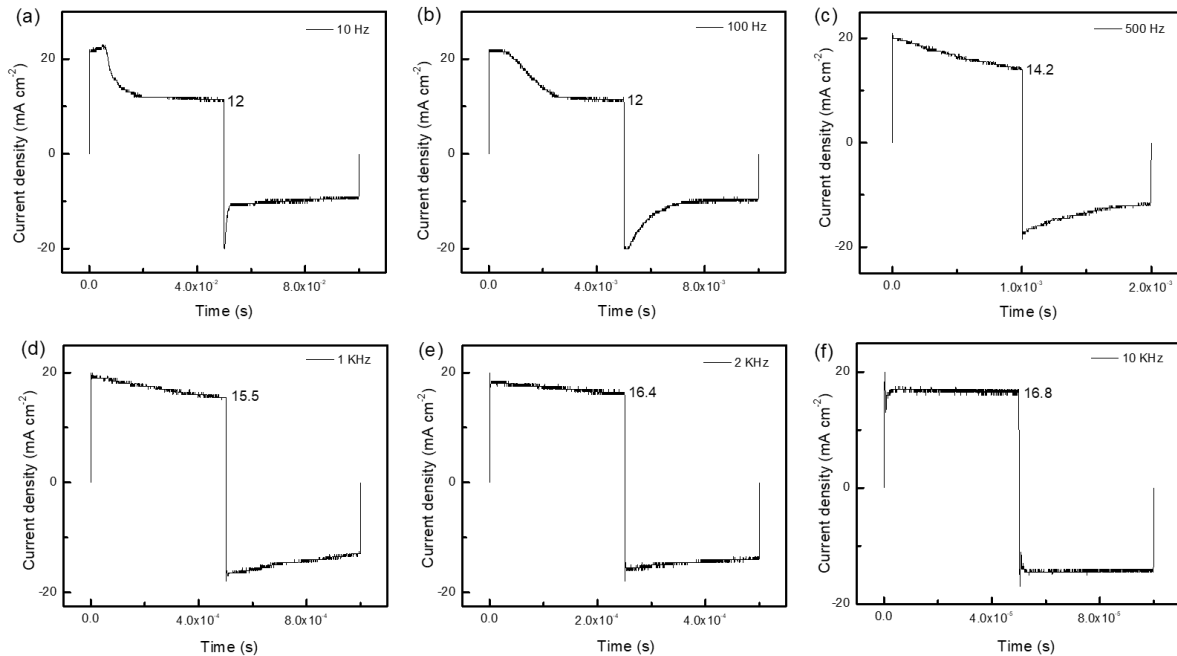 (a)
10 Hz
Current density (mA cm⁻²)
20
0
-20
12
0.0
4.0x10⁻²
8.0x10⁻²
Time (s)
(b)
100 Hz
Current density (mA cm⁻²)
20
0
-20
12
0.0
4.0x10⁻³
8.0x10⁻³
Time (s)
(c)
500 Hz
Current density (mA cm⁻²)
20
0
-20
14.2
0.0
1.0x10⁻³
2.0x10⁻³
Time (s)
(d)
1 KHz
Current density (mA cm⁻²)
20
0
-20
15.5
0.0
4.0x10⁻⁴
8.0x10⁻⁴
Time (s)
(e)
2 KHz
Current density (mA cm⁻²)
20
0
-20
16.4
0.0
2.0x10⁻⁴
4.0x10⁻⁴
Time (s)
(f)
10 KHz
Current density (mA cm⁻²)
20
0
-20
16.8
0.0
4.0x10⁻⁵
8.0x10⁻⁵
Time (s)